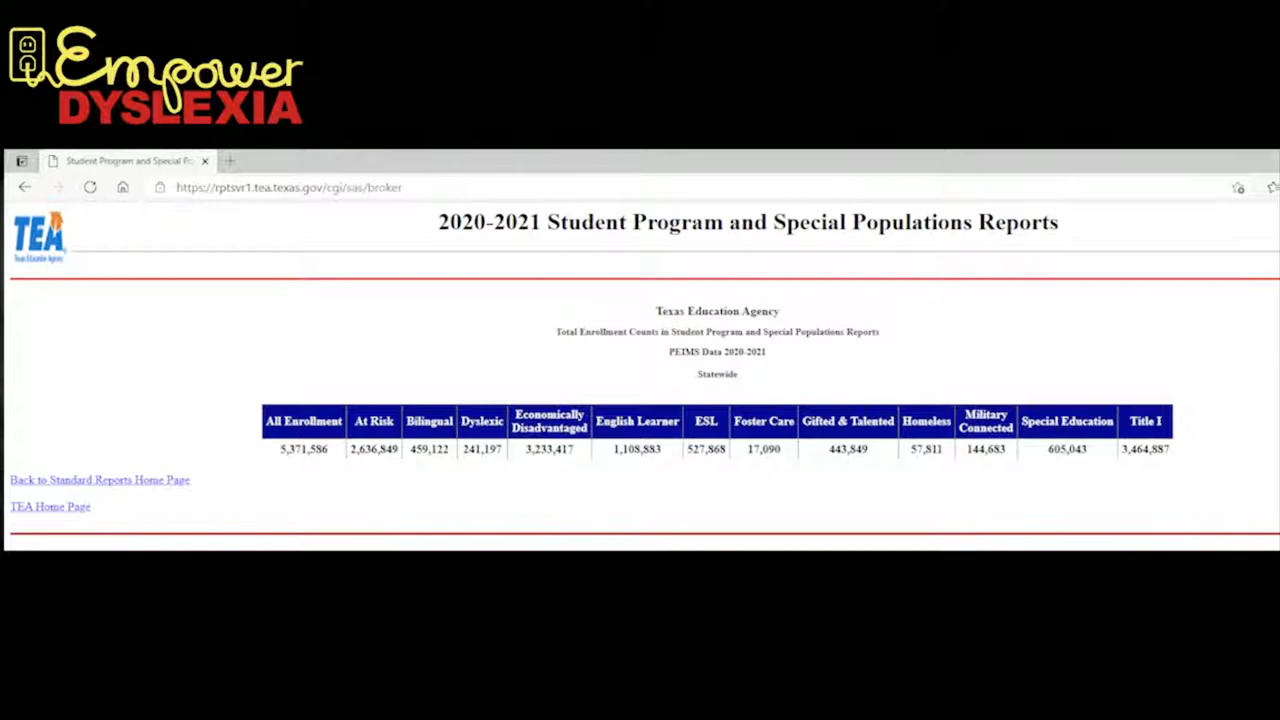 Empower
DYSLEXIA
Student Program and Special Po
https://rptsvr1.tea.texas.gov/cgi/sas/broker
TEA
Texas Education Agency
2020-2021 Student Program and Special Populations Reports
Texas Education Agency
Total Enrollment Counts in Student Program and Special Populations Reports
PEIMS Data 2020-2021
Statewide
All Enrollment At Risk Bilingual Dyslexic Economically Disadvantaged English Learner ESL Foster Care Gifted & Talented Homeless Military Connected Special Education Title I
5,371,586 2,636,849 459,122 241,197 3,233,417 1,108,883 527,868 17,090 443,849 57,811 144,683 605,043 3,464,887
Back to Standard Reports Home Page
TEA Home Page